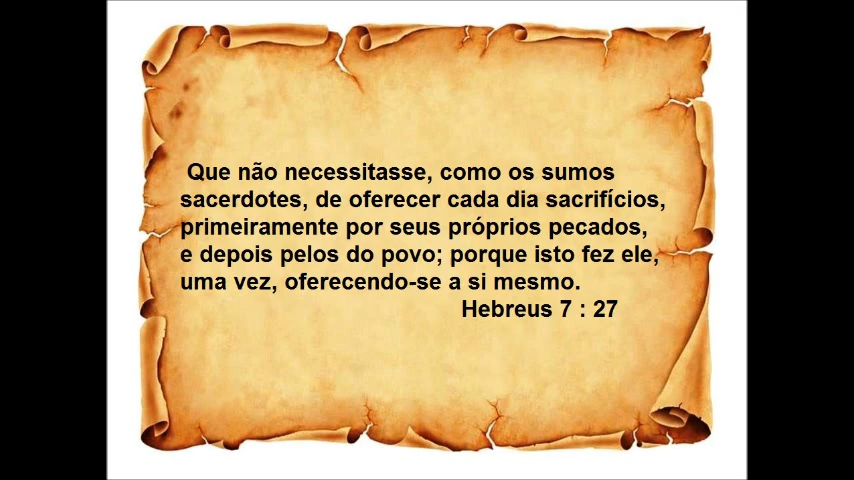 Que não necessitasse, como os sumos
sacerdotes, de oferecer cada dia sacrifícios,
primeiramente por seus próprios pecados,
e depois pelos do povo; porque isto fez ele,
uma vez, oferecendo-se a si mesmo.
Hebreus 7 : 27